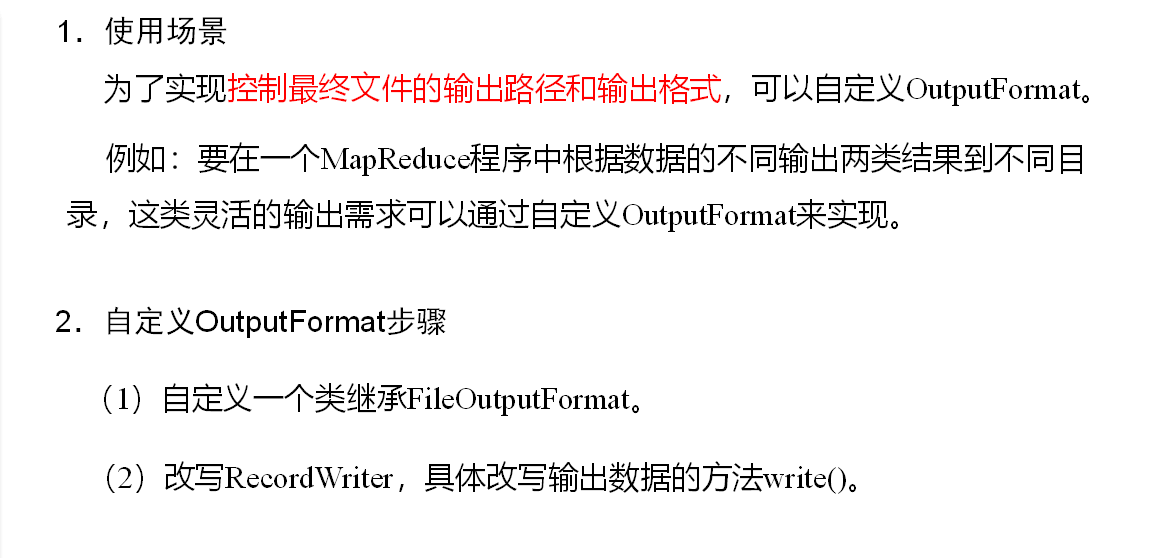 1. 使用场景
为了实现控制最终文件的输出路径和输出格式，可以自定义OutputFormat。
例如：要在一个MapReduce程序中根据数据的不同输出两类结果到不同目
录，这类灵活的输出需求可以通过自定义OutputFormat来实现。
2. 自定义OutputFormat步骤
（1）自定义一个类继承FileOutputFormat。
（2）改写RecordWriter，具体改写输出数据的方法write()。